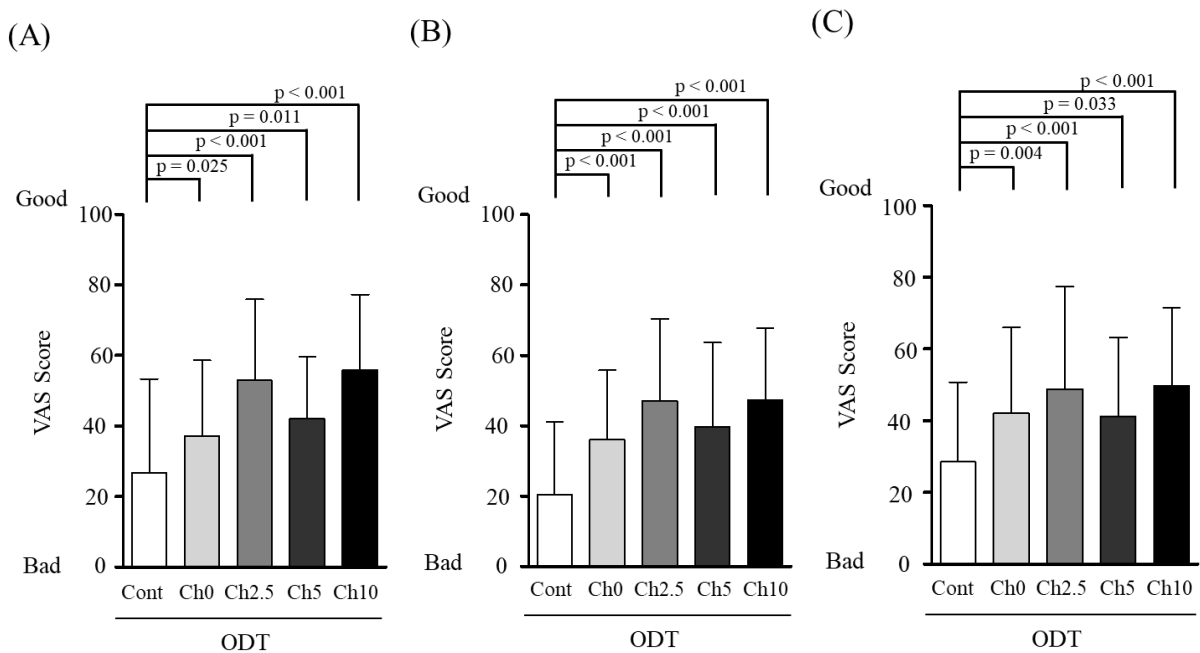 (A)
p < 0.001
p = 0.011
p < 0.001
p = 0.025
Good
100
80
60
40
20
0
Bad
VAS Score
Cont Ch0 Ch2.5 Ch5 Ch10
ODT
(B)
p < 0.001
p < 0.001
p < 0.001
p < 0.001
Good
100
80
60
40
20
0
Bad
VAS Score
Cont Ch0 Ch2.5 Ch5 Ch10
ODT
(C)
p < 0.001
p = 0.033
p < 0.001
p = 0.004
Good
100
80
60
40
20
0
Bad
VAS Score
Cont Ch0 Ch2.5 Ch5 Ch10
ODT